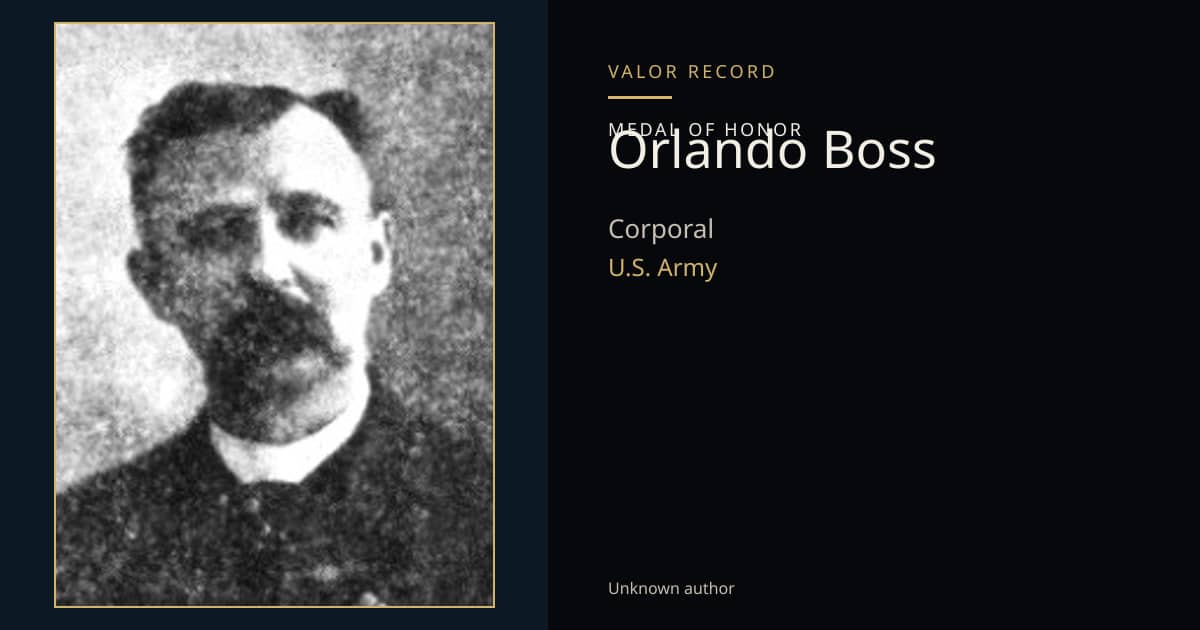 VALOR RECORD
MEDAL OF HONOR
Orlando Boss
Corporal
U.S. Army
Unknown author